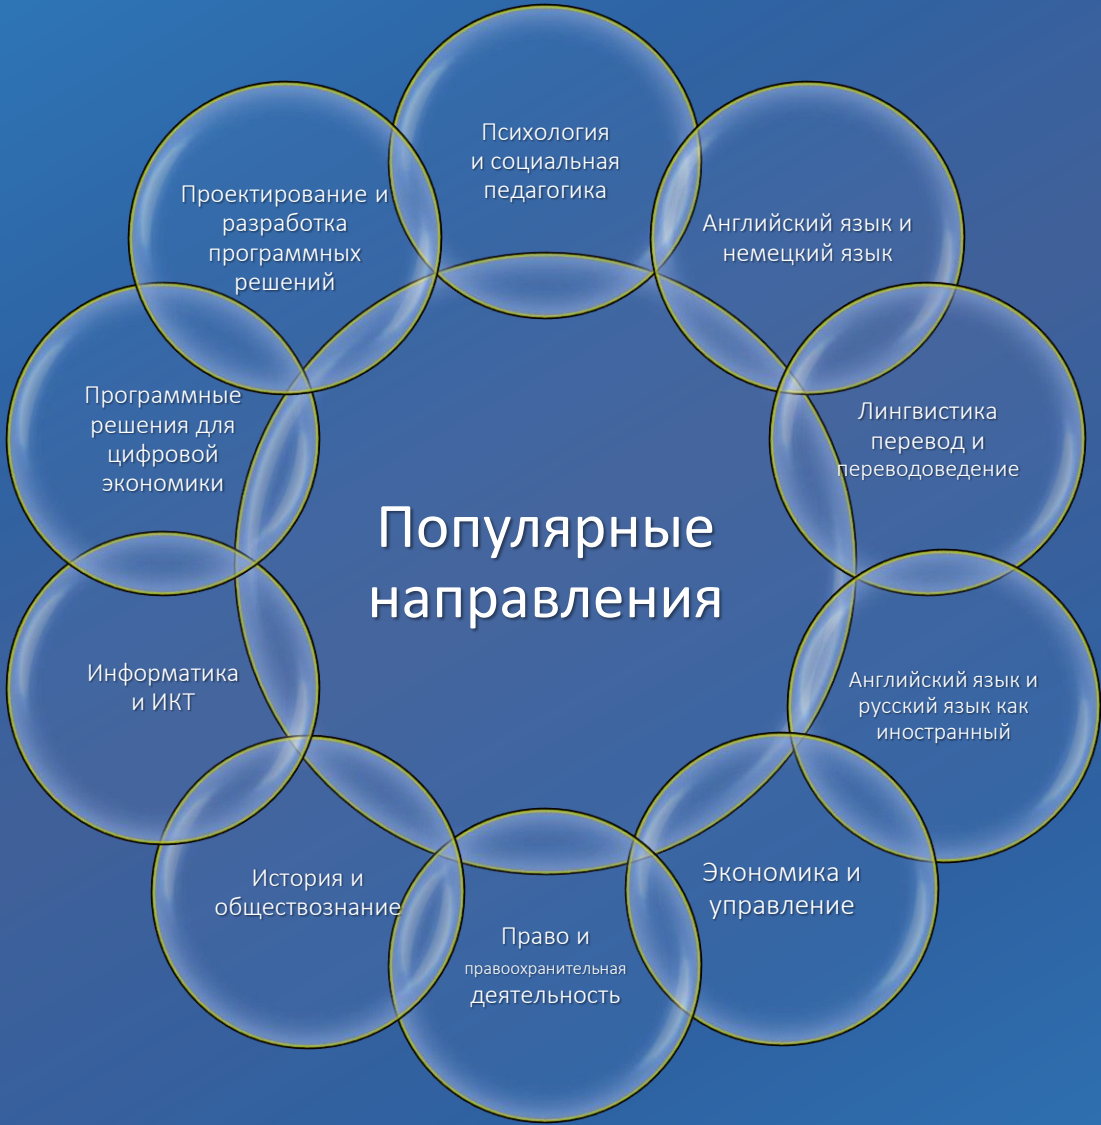 Психология
и социальная
педагогика
Английский язык и
немецкий язык
Лингвистика
перевод и
переводоведение
Английский язык и
русский язык как
иностранный
Экономика и
управление
Право и
правоохранительная
деятельность
История и
обществознание
Информатика
и ИКТ
Программные
решения для
цифровой
экономики
Проектирование и
разработка
программных
решений
Популярные
направления